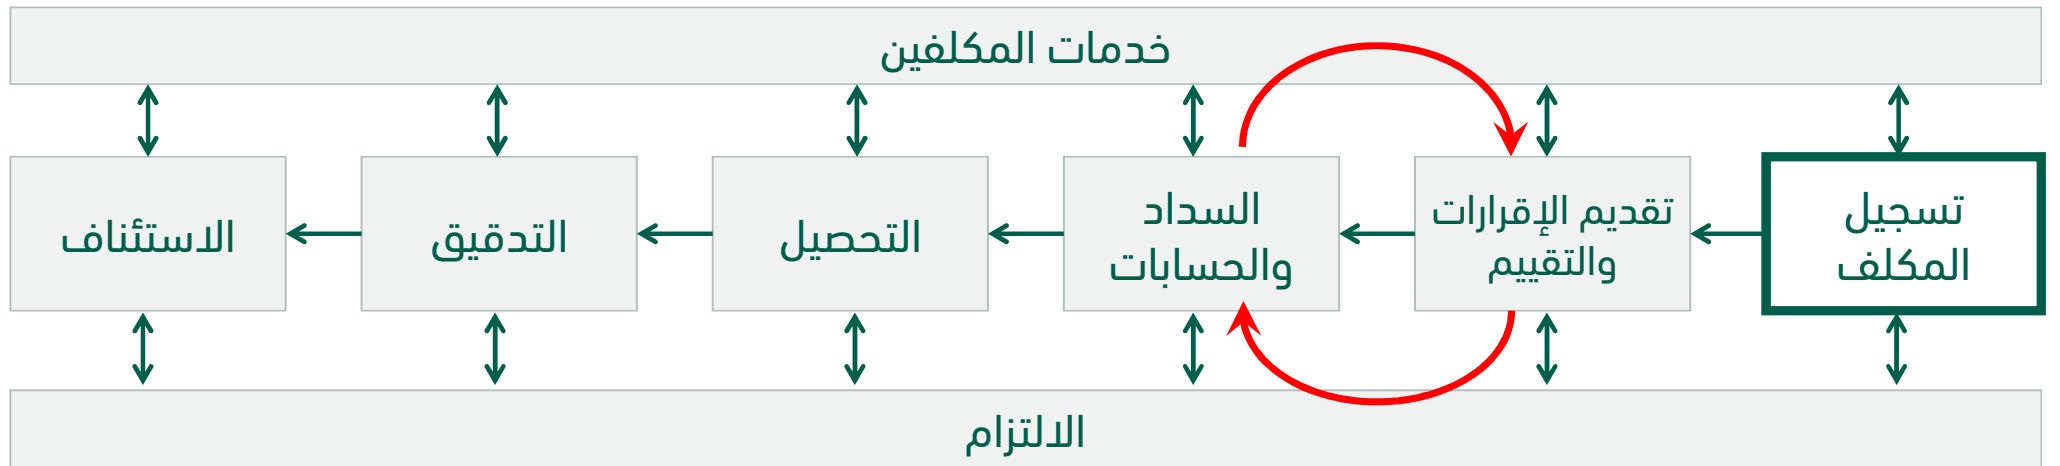 خدمات المكلفين
تسجيل
المكلف
تقديم الإقرارات
والتقييم
السداد
والحسابات
التحصيل
التدقيق
الاستئناف
الالتزام